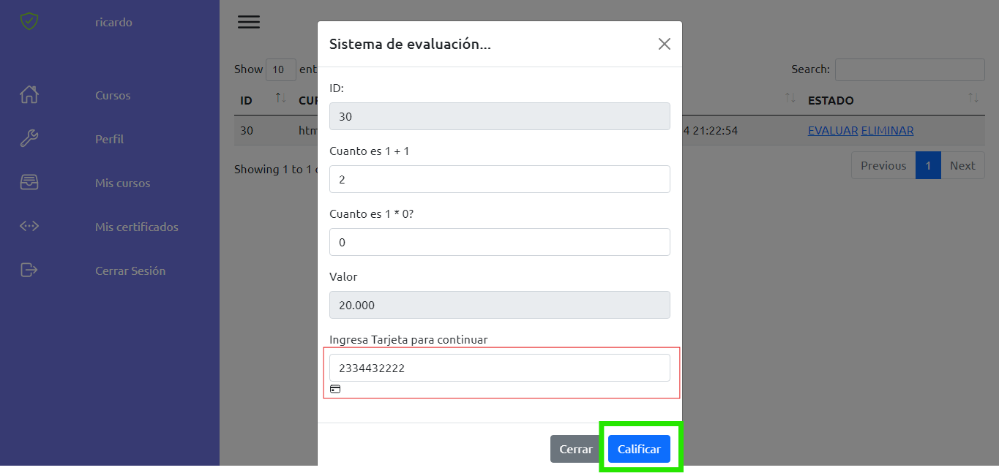 ricardo
Cursos
Perfil
Mis cursos
Mis certificados
Cerrar Sesión
Show 10 ent
Search:
ID CUR ESTADO
30 htm 4 21:22:54 EVALUAR ELIMINAR
Showing 1 to 1 o
Previous 1 Next
Sistema de evaluación...
ID:
30
Cuanto es 1 + 1
2
Cuanto es 1 * 0?
0
Valor
20.000
Ingresa Tarjeta para continuar
2334432222
Cerrar Calificar